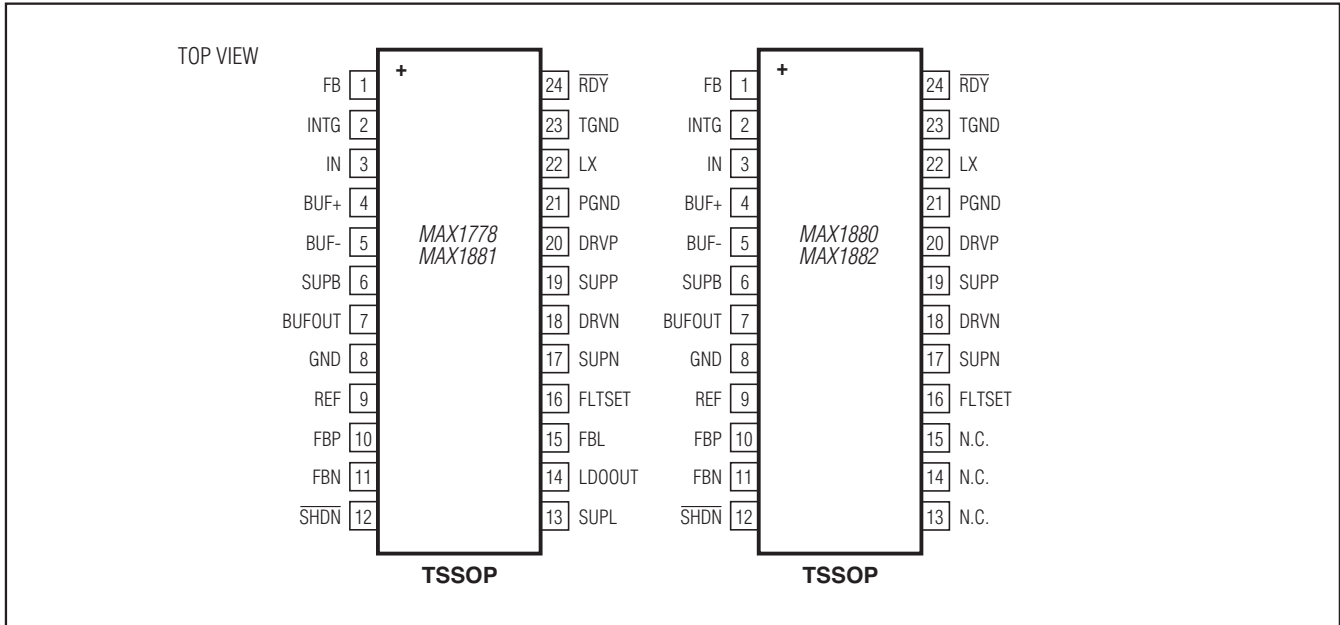 TOP VIEW
+
FB 1
INTG 2
IN 3
BUF+ 4
BUF- 5
SUPB 6
BUFOUT 7
GND 8
REF 9
FBP 10
FBN 11
SHDN 12
MAX1778
MAX1881
24 RDY
23 TGND
22 LX
21 PGND
20 DRVP
19 SUPP
18 DRVN
17 SUPN
16 FLTSET
15 FBL
14 LDOOUT
13 SUPL
TSSOP
+
FB 1
INTG 2
IN 3
BUF+ 4
BUF- 5
SUPB 6
BUFOUT 7
GND 8
REF 9
FBP 10
FBN 11
SHDN 12
MAX1880
MAX1882
24 RDY
23 TGND
22 LX
21 PGND
20 DRVP
19 SUPP
18 DRVN
17 SUPN
16 FLTSET
15 N.C.
14 N.C.
13 N.C.
TSSOP